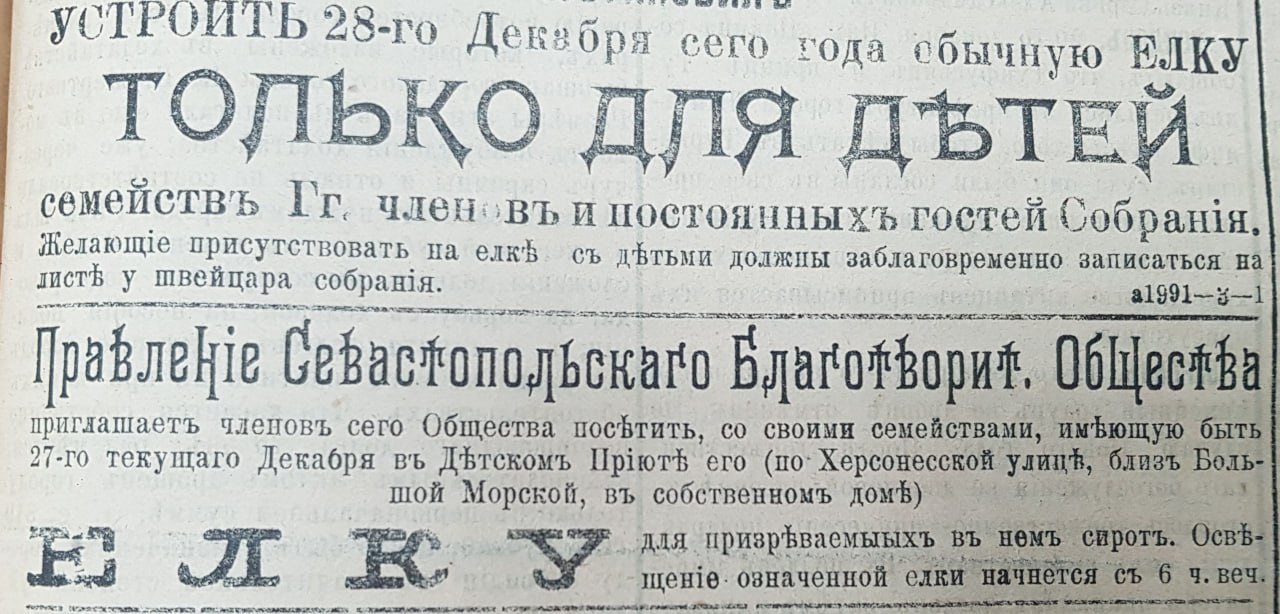 УСТРОИТЬ 28-го Декабря сего года обычную ЕЛКУ
ТОЛЬКО ДЛЯ ДѢТЕЙ
семействъ Гг. членовъ и постоянныхъ гостей Собранія.
Желающіе присутствовать на елкѣ съ дѣтьми должны заблаговременно записаться на
листѣ у швейцара собранія.
а1991—3—1
Правленіе Севастопольскаго Благотворит. Общества
приглашаетъ членовъ сего Общества посѣтить, со своими семействами, имѣющую быть
27-го текущаго Декабря въ Дѣтскомъ Пріютѣ его (по Херсонесской улицѣ, близъ Боль-
шой Морской, въ собственномъ домѣ)
ЕЛКУ для призрѣваемыхъ въ немъ сиротъ. Освѣ-
щеніе означенной елки начнется съ 6 ч. веч.